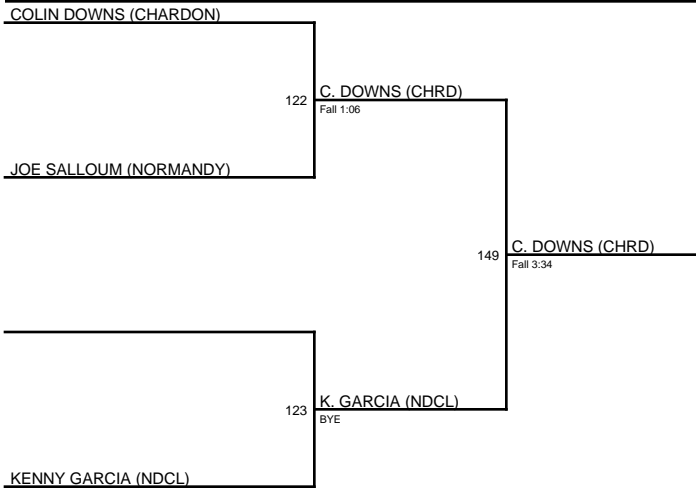 COLIN DOWNS (CHARDON)
122
C. DOWNS (CHRD)
Fall 1:06
JOE SALLOUM (NORMANDY)
149
C. DOWNS (CHRD)
Fall 3:34
123
K. GARCIA (NDCL)
BYE
KENNY GARCIA (NDCL)